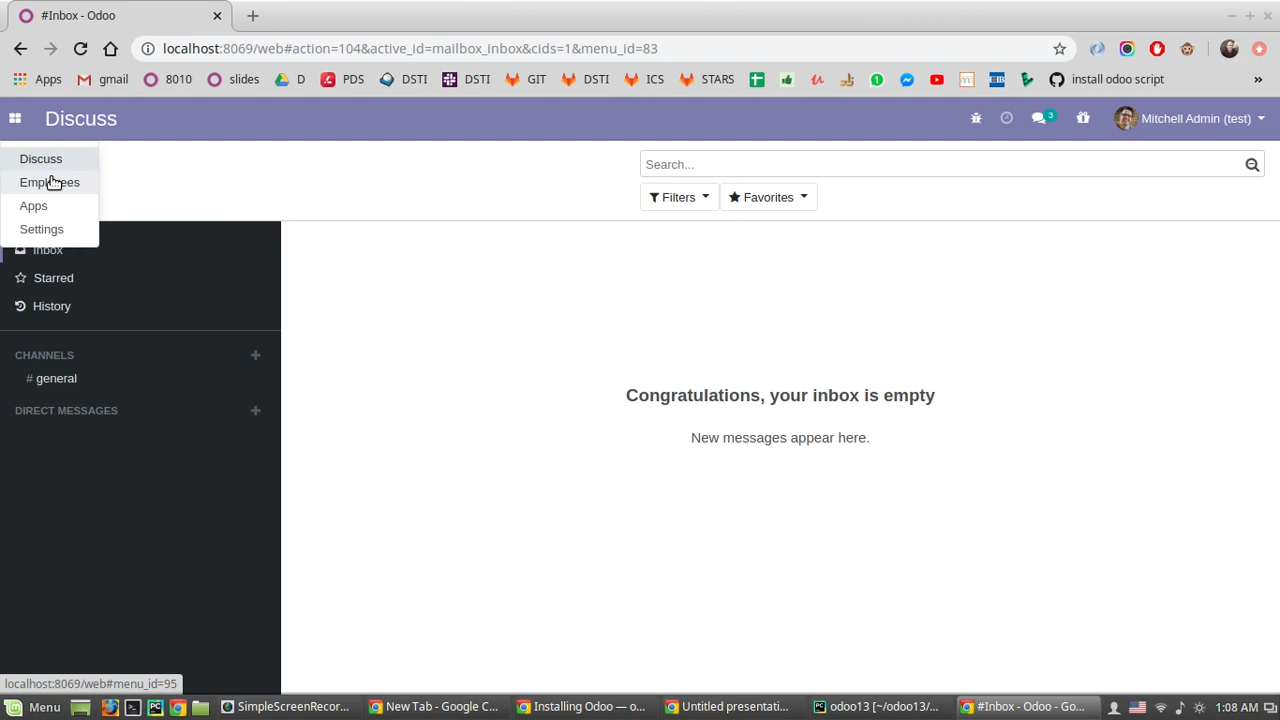 #Inbox - Odoo
localhost:8069/web#action=104&active_id=mailbox_inbox&cids=1&menu_id=83
Apps gmail 8010 slides D PDS DSTI DSTI GIT DSTI ICS STARS install odoo script »
Discuss 3 Mitchell Admin (test)
Discuss
Employees
Apps
Settings
Search...
Filters Favorites
Inbox
Starred
History
CHANNELS
# general
DIRECT MESSAGES
Congratulations, your inbox is empty
New messages appear here.
localhost:8069/web#menu_id=95
Menu SimpleScreenRecor... New Tab - Google C... Installing Odoo — o... Untitled presentati... odoo13 [~/odoo13/... #Inbox - Odoo - Go... 1:08 AM